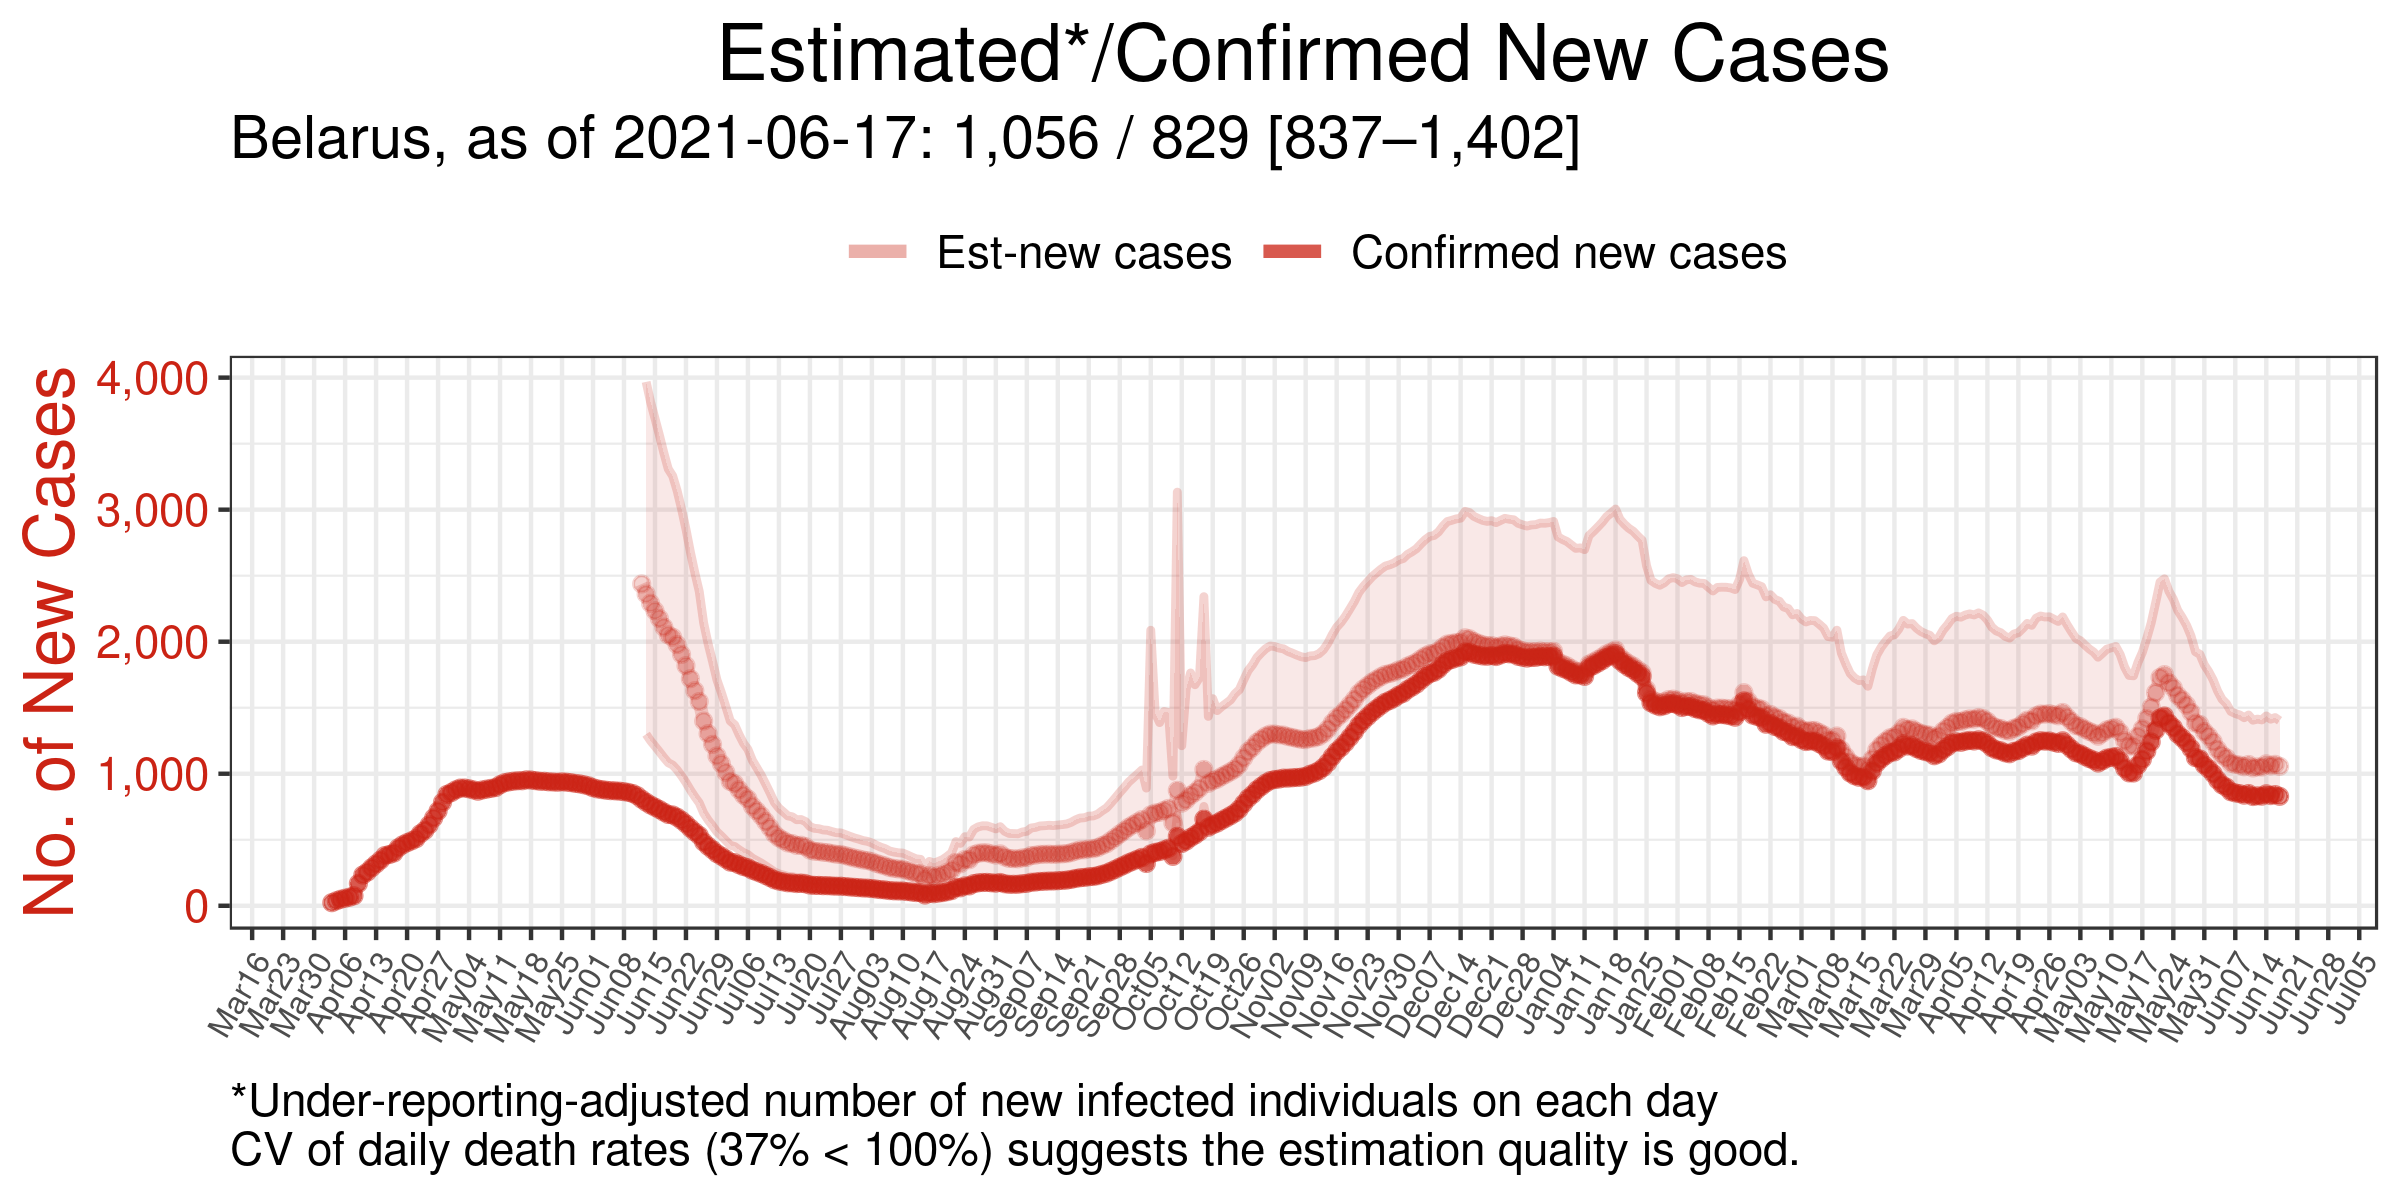 Estimated*/Confirmed New Cases
Belarus, as of 2021-06-17: 1,056 / 829 [837–1,402]
Est-new cases
Confirmed new cases
No. of New Cases
4,000
3,000
2,000
1,000
0
Mar16
Mar23
Mar30
Apr06
Apr13
Apr20
Apr27
May04
May11
May18
May25
Jun01
Jun08
Jun15
Jun22
Jun29
Jul06
Jul13
Jul20
Jul27
Aug03
Aug10
Aug17
Aug24
Aug31
Sep07
Sep14
Sep21
Sep28
Oct05
Oct12
Oct19
Oct26
Nov02
Nov09
Nov16
Nov23
Nov30
Dec07
Dec14
Dec21
Dec28
Jan04
Jan11
Jan18
Jan25
Feb01
Feb08
Feb15
Feb22
Mar01
Mar08
Mar15
Mar22
Mar29
Apr05
Apr12
Apr19
Apr26
May03
May10
May17
May24
May31
Jun07
Jun14
Jun21
Jun28
Jul05
*Under-reporting-adjusted number of new infected individuals on each day
CV of daily death rates (37% < 100%) suggests the estimation quality is good.